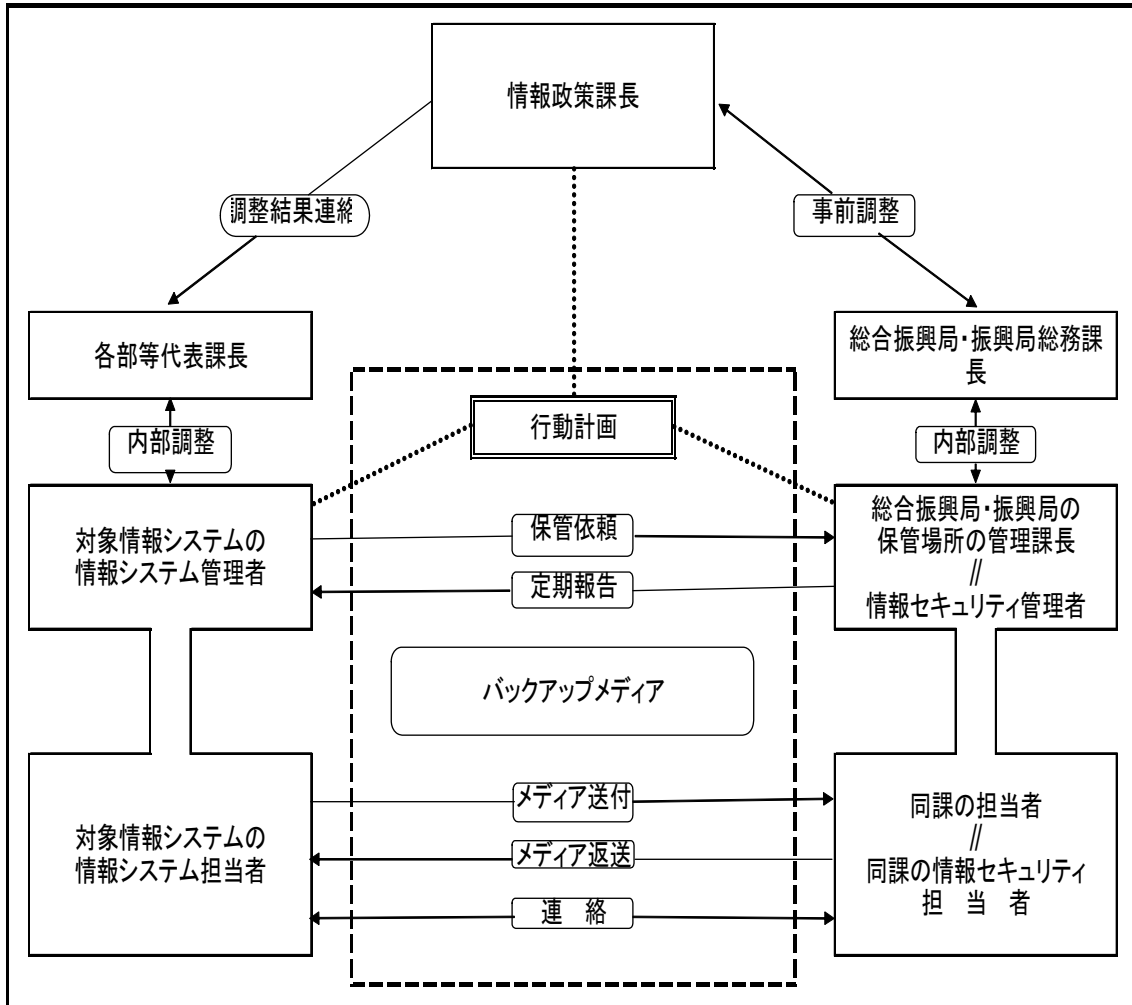 情報政策課長
調整結果連絡
事前調整
各部等代表課長
総合振興局・振興局総務課
長
行動計画
内部調整
内部調整
対象情報システムの
情報システム管理者
保管依頼
定期報告
総合振興局・振興局の
保管場所の管理課長
〃
情報セキュリティ管理者
バックアップメディア
対象情報システムの
情報システム担当者
メディア送付
メディア返送
連　絡
同課の担当者
〃
同課の情報セキュリティ
担　当　者